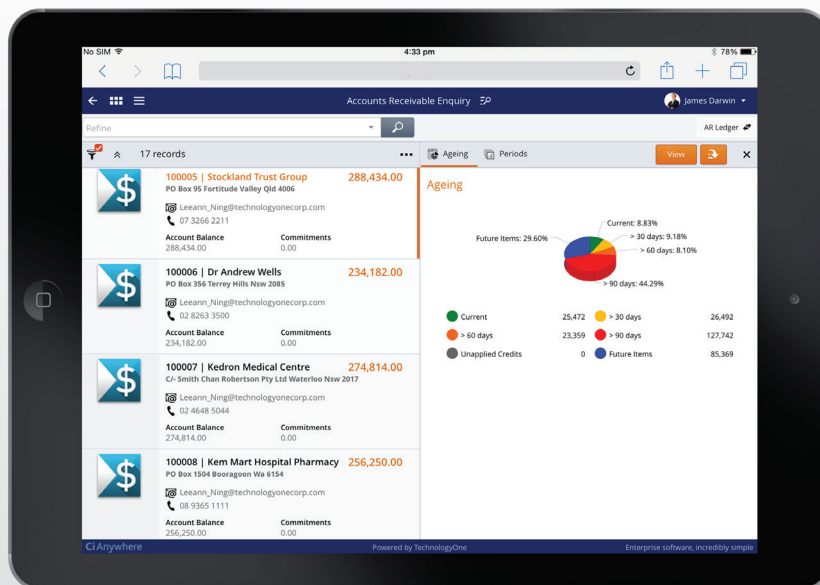 No SIM 4:33 pm 78%
Accounts Receivable Enquiry James Darwin
Refine AR Ledger
17 records Ageing Periods View
100005 | Stockland Trust Group 288,434.00
PO Box 95 Fortitude Valley Qld 4006
Leeann_Ning@technologyonecorp.com
07 3266 2211
Account Balance Commitments
288,434.00 0.00
100006 | Dr Andrew Wells 234,182.00
PO Box 356 Terrey Hills Nsw 2085
Leeann_Ning@technologyonecorp.com
02 8263 3500
Account Balance Commitments
234,182.00 0.00
100007 | Kedron Medical Centre 274,814.00
C/- Smith Chan Robertson Pty Ltd Waterloo Nsw 2017
Leeann_Ning@technologyonecorp.com
02 4648 5044
Account Balance Commitments
274,814.00 0.00
100008 | Kem Mart Hospital Pharmacy 256,250.00
PO Box 1504 Booragoon Wa 6154
Leeann_Ning@technologyonecorp.com
08 9365 1111
Account Balance Commitments
256,250.00 0.00
Ageing
Current: 8.83%
Future Items: 29.60% > 30 days: 9.18%
> 60 days: 8.10%
> 90 days: 44.29%
Current 25,472 > 30 days 26,492
> 60 days 23,359 > 90 days 127,742
Unapplied Credits 0 Future Items 85,369
Ci Anywhere Powered by TechnologyOne Enterprise software, incredibly simple